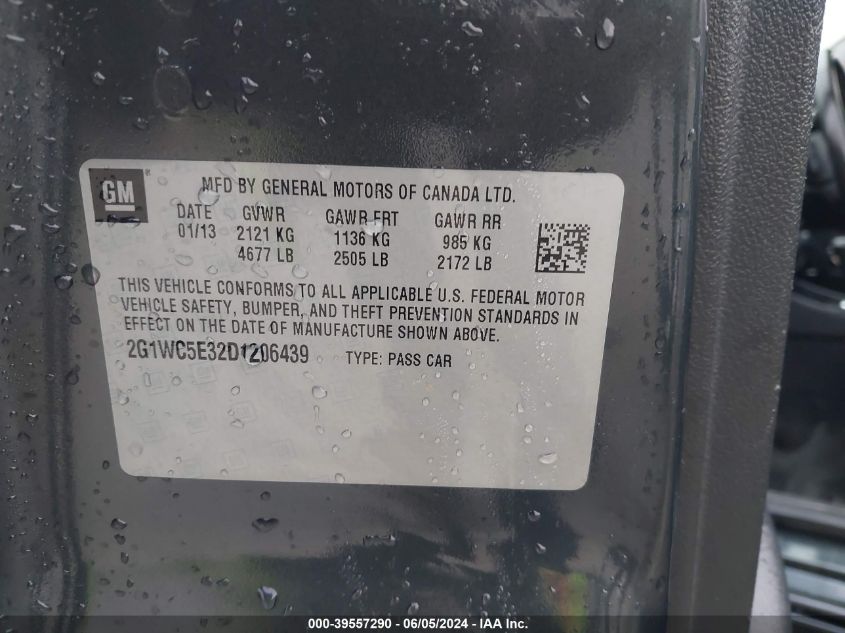 GM
MFD BY GENERAL MOTORS OF CANADA LTD.
DATE GVWR GAWR FRT GAWR RR
01/13 2121 KG 1136 KG 985 KG
4677 LB 2505 LB 2172 LB
THIS VEHICLE CONFORMS TO ALL APPLICABLE U.S. FEDERAL MOTOR
VEHICLE SAFETY, BUMPER, AND THEFT PREVENTION STANDARDS IN
EFFECT ON THE DATE OF MANUFACTURE SHOWN ABOVE.
2G1WC5E32D1206439 TYPE: PASS CAR
000-39557290 - 06/05/2024 - IAA Inc.